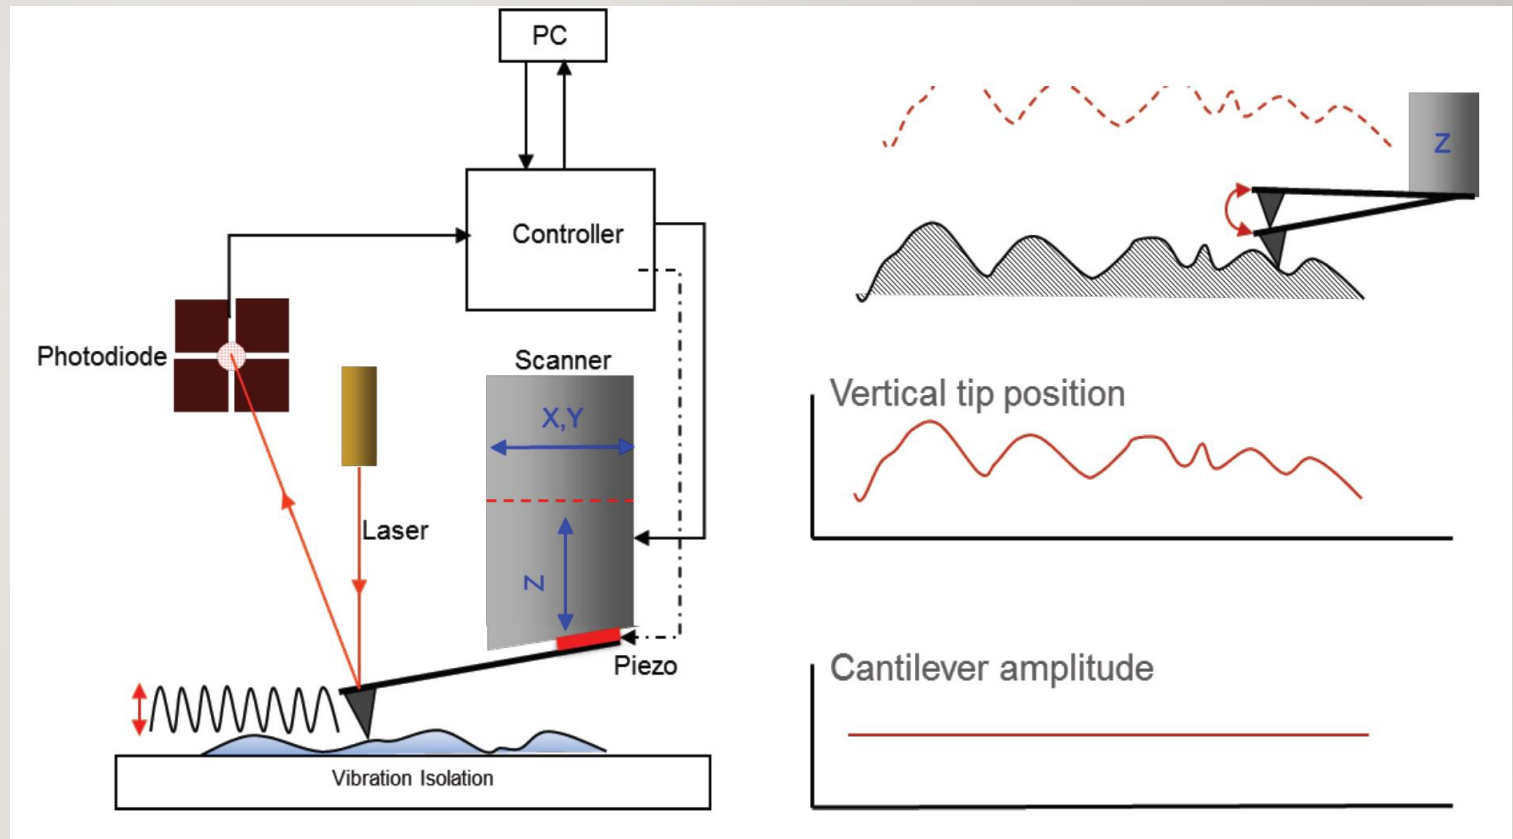 PC
Controller
Photodiode
Scanner
X,Y
Laser
Z
Piezo
Vibration Isolation
Z
Vertical tip position
Cantilever amplitude